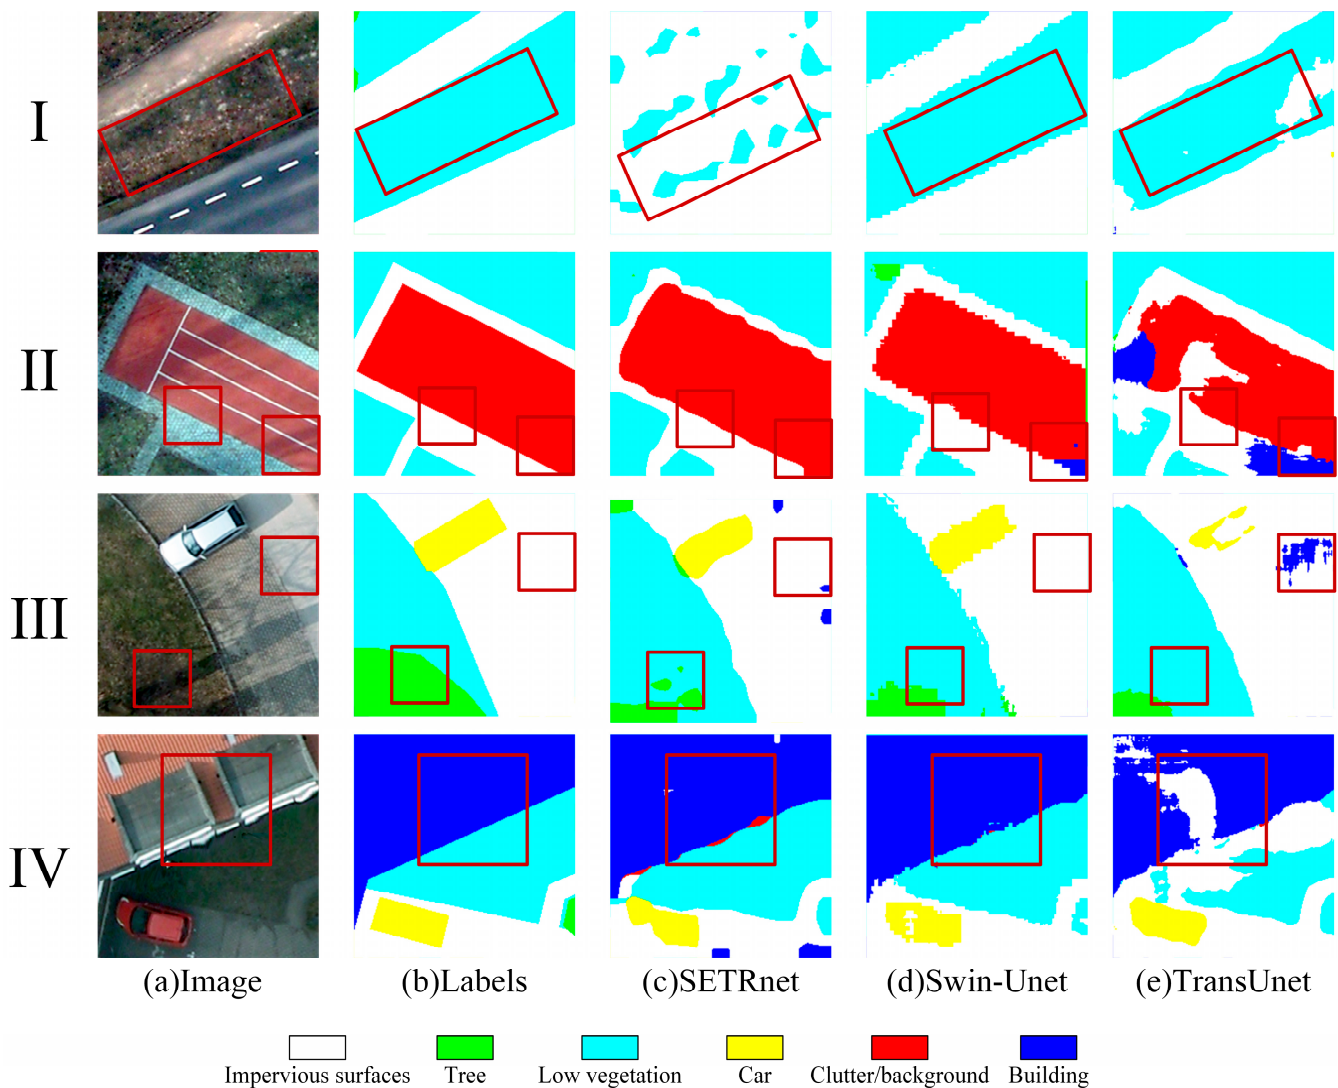 I
II
III
IV
(a)Image (b)Labels (c)SETRnet (d)Swin-Unet (e)TransUnet
Impervious surfaces Tree Low vegetation Car Clutter/background Building